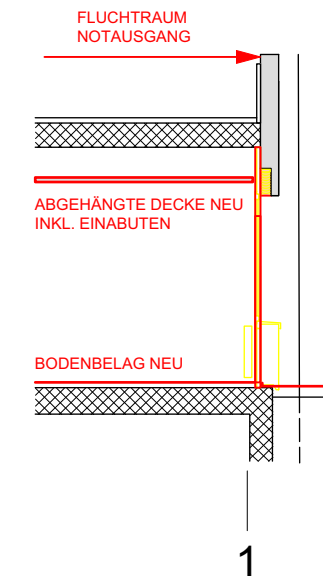 FLUCHTRAUM
NOTAUSGANG
ABGEHÄNGTE DECKE NEU
INKL. EINABUTEN
BODENBELAG NEU
1